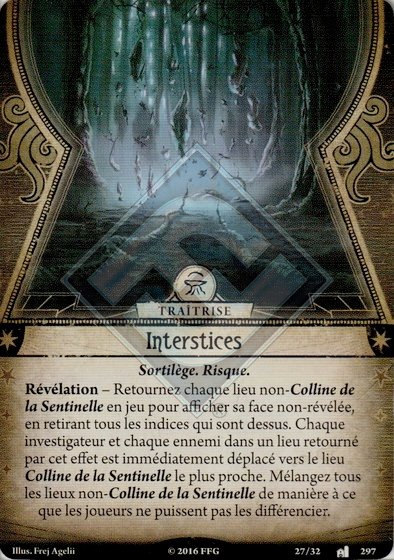 TRAÎTRISE
Interstices
Sortilège. Risque.
Révélation – Retournez chaque lieu non-Colline de
la Sentinelle en jeu pour afficher sa face non-révélée,
en retirant tous les indices qui sont dessus. Chaque
investigateur et chaque ennemi dans un lieu retourné
par cet effet est immédiatement déplacé vers le lieu
Colline de la Sentinelle le plus proche. Mélangez tous
les lieux non-Colline de la Sentinelle de manière à ce
que les joueurs ne puissent pas les différencier.
Illus. Frej Agelii © 2016 FFG 27/32 297